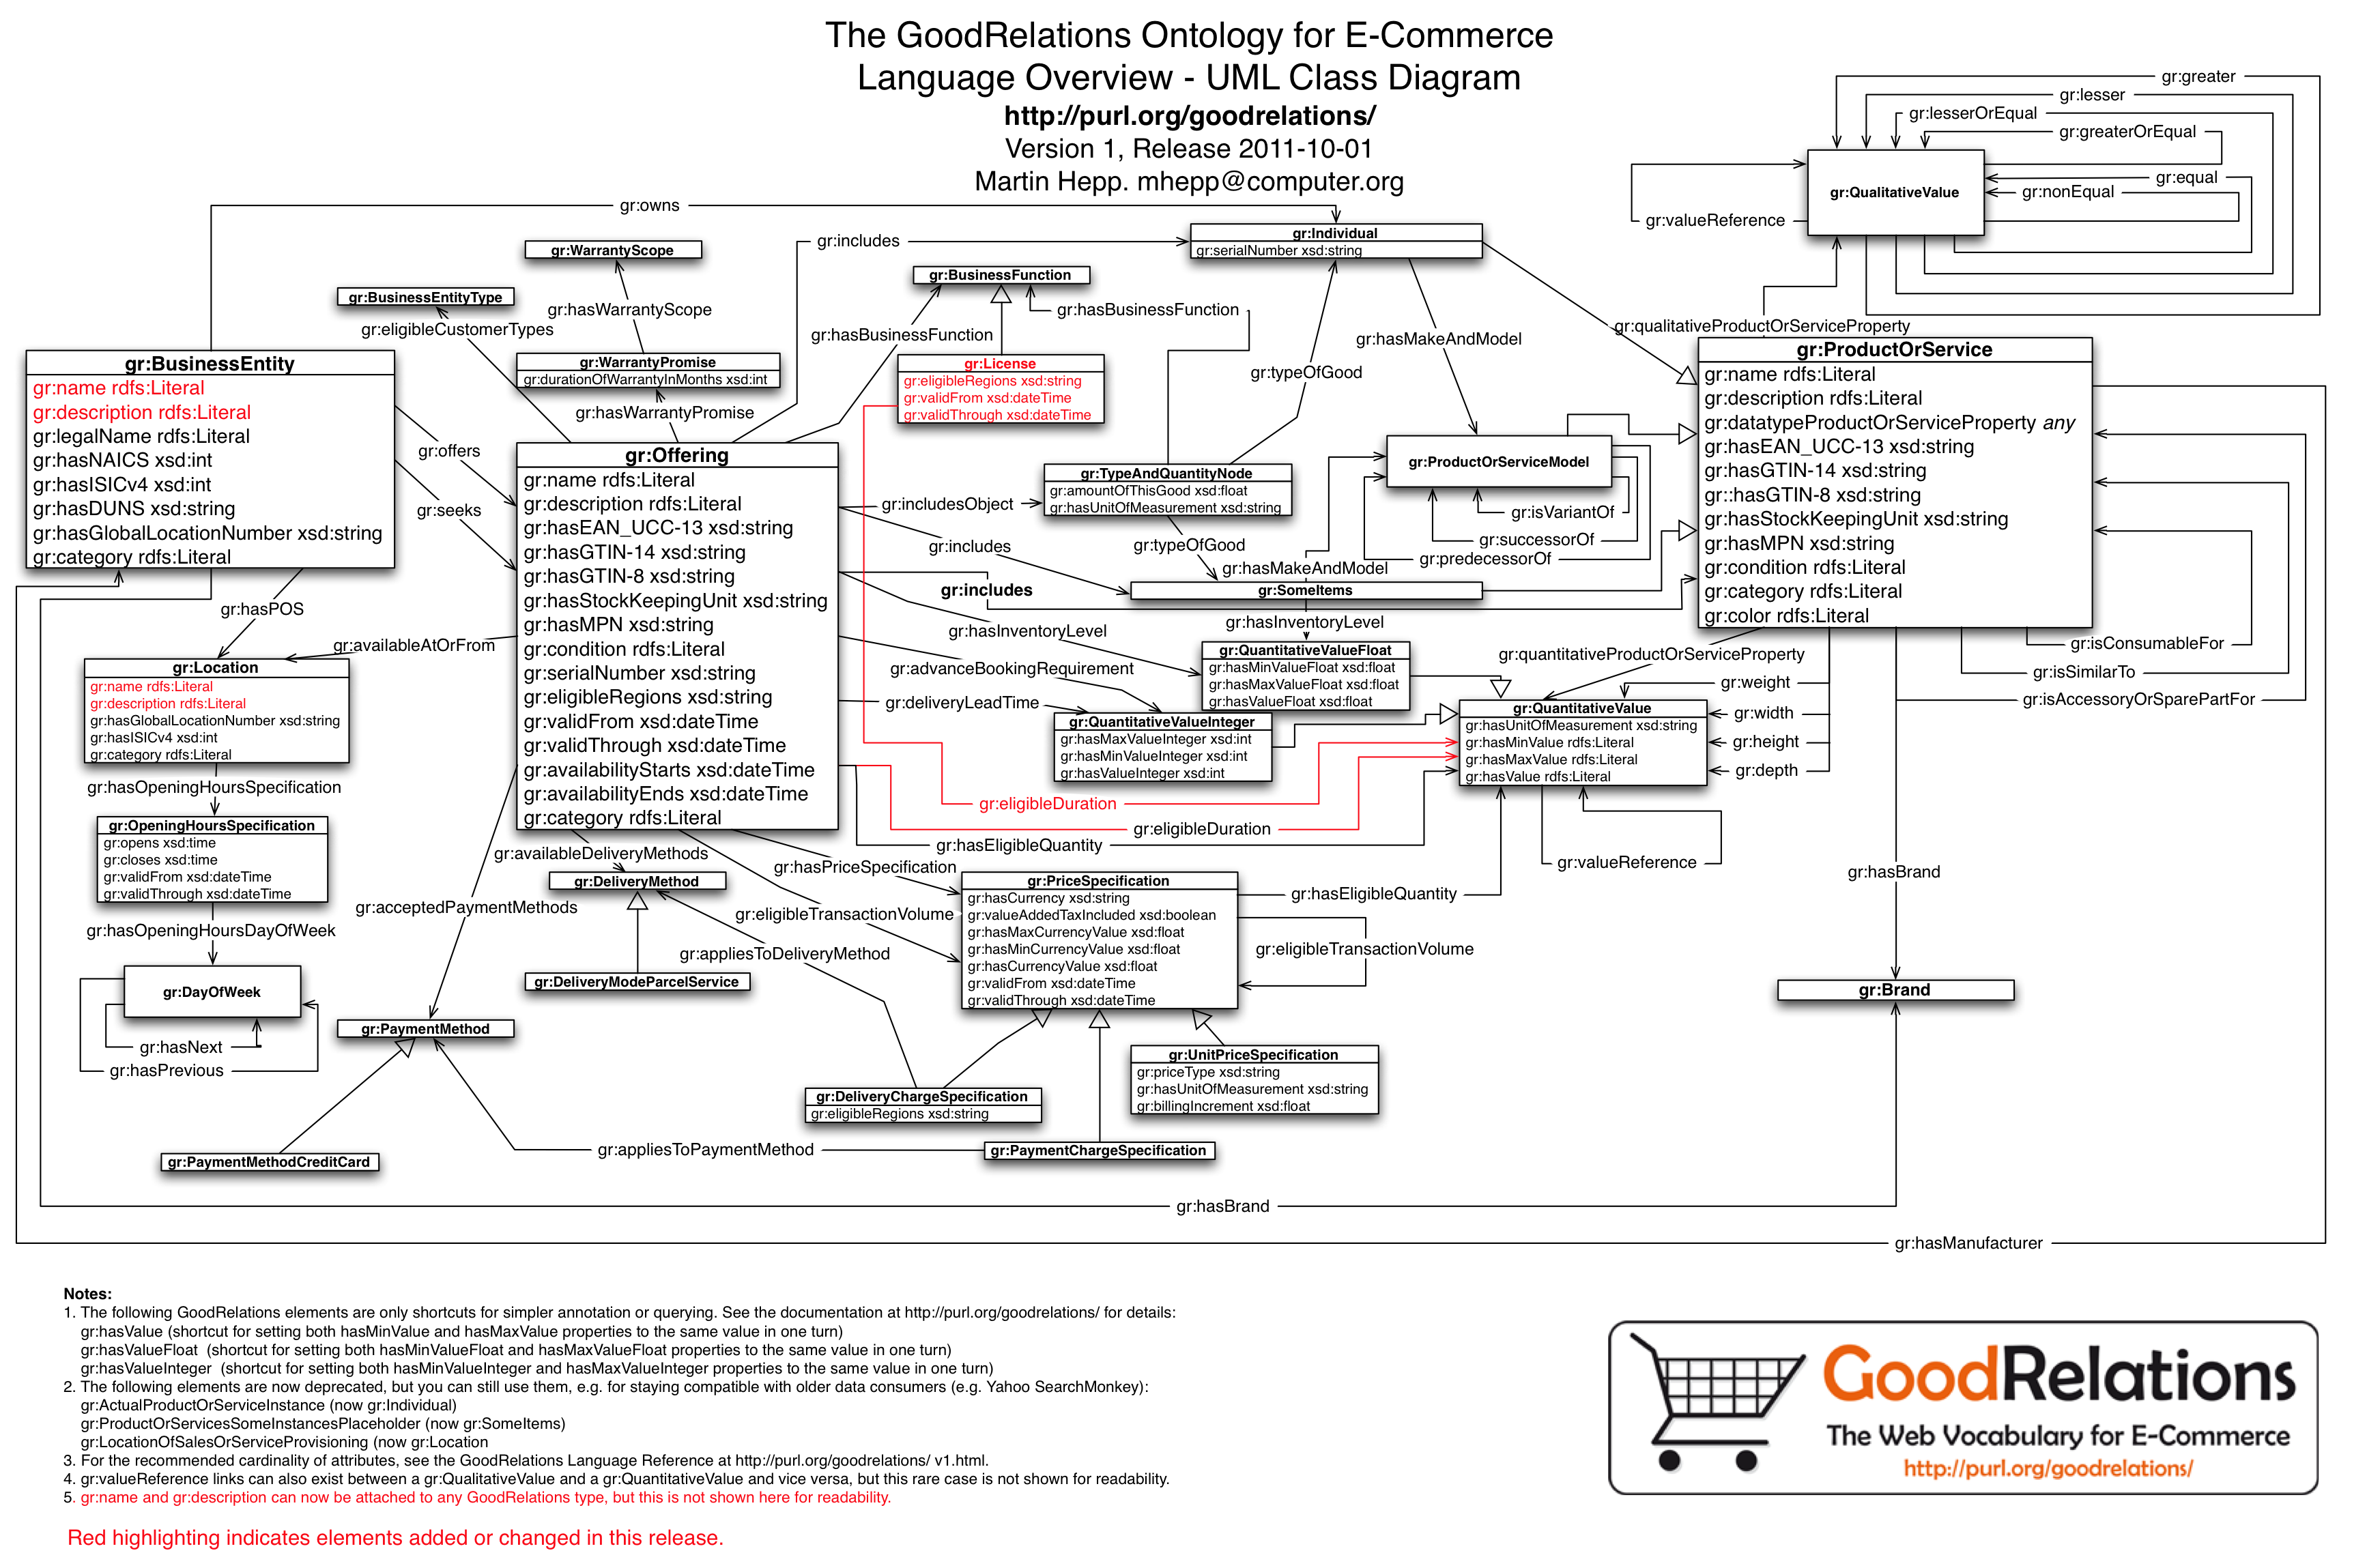 The GoodRelations Ontology for E-Commerce
Language Overview - UML Class Diagram
http://purl.org/goodrelations/
Version 1, Release 2011-10-01
Martin Hepp. mhepp@computer.org
gr:greater
gr:lesser
gr:lesserOrEqual
gr:greaterOrEqual
gr:equal
gr:nonEqual
gr:QualitativeValue
gr:valueReference
gr:owns
gr:includes
gr:Individual
gr:serialNumber xsd:string
gr:WarrantyScope
gr:BusinessFunction
gr:BusinessEntityType
gr:hasWarrantyScope
gr:hasBusinessFunction
gr:eligibleCustomerTypes
gr:hasBusinessFunction
gr:hasMakeAndModel
gr:qualitativeProductOrServiceProperty
gr:BusinessEntity
gr:name rdfs:Literal
gr:description rdfs:Literal
gr:legalName rdfs:Literal
gr:hasNAICS xsd:int
gr:hasISICv4 xsd:int
gr:hasDUNS xsd:string
gr:hasGlobalLocationNumber xsd:string
gr:category rdfs:Literal
gr:WarrantyPromise
gr:durationOfWarrantyInMonths xsd:int
gr:hasWarrantyPromise
gr:License
gr:eligibleRegions xsd:string
gr:validFrom xsd:dateTime
gr:validThrough xsd:dateTime
gr:typeOfGood
gr:ProductOrService
gr:name rdfs:Literal
gr:description rdfs:Literal
gr:datatypeProductOrServiceProperty any
gr:hasEAN_UCC-13 xsd:string
gr:hasGTIN-14 xsd:string
gr::hasGTIN-8 xsd:string
gr:hasStockKeepingUnit xsd:string
gr:hasMPN xsd:string
gr:condition rdfs:Literal
gr:category rdfs:Literal
gr:color rdfs:Literal
gr:offers
gr:seeks
gr:Offering
gr:name rdfs:Literal
gr:description rdfs:Literal
gr:hasEAN_UCC-13 xsd:string
gr:hasGTIN-14 xsd:string
gr:hasGTIN-8 xsd:string
gr:hasStockKeepingUnit xsd:string
gr:hasMPN xsd:string
gr:condition rdfs:Literal
gr:serialNumber xsd:string
gr:eligibleRegions xsd:string
gr:validFrom xsd:dateTime
gr:validThrough xsd:dateTime
gr:availabilityStarts xsd:dateTime
gr:availabilityEnds xsd:dateTime
gr:category rdfs:Literal
gr:TypeAndQuantityNode
gr:amountOfThisGood xsd:float
gr:hasUnitOfMeasurement xsd:string
gr:ProductOrServiceModel
gr:isVariantOf
gr:successorOf
gr:predecessorOf
gr:includesObject
gr:includes
gr:typeOfGood
gr:hasMakeAndModel
gr:includes
gr:SomeItems
gr:hasInventoryLevel
gr:hasInventoryLevel
gr:hasPOS
gr:availableAtOrFrom
gr:Location
gr:name rdfs:Literal
gr:description rdfs:Literal
gr:hasGlobalLocationNumber xsd:string
gr:hasISICv4 xsd:int
gr:category rdfs:Literal
gr:QuantitativeValueFloat
gr:hasMinValueFloat xsd:float
gr:hasMaxValueFloat xsd:float
gr:hasValueFloat xsd:float
gr:advanceBookingRequirement
gr:deliveryLeadTime
gr:QuantitativeValueInteger
gr:hasMaxValueInteger xsd:int
gr:hasMinValueInteger xsd:int
gr:hasValueInteger xsd:int
gr:quantitativeProductOrServiceProperty
gr:QuantitativeValue
gr:hasUnitOfMeasurement xsd:string
gr:hasMinValue rdfs:Literal
gr:hasMaxValue rdfs:Literal
gr:hasValue rdfs:Literal
gr:weight
gr:width
gr:height
gr:depth
gr:isConsumableFor
gr:isSimilarTo
gr:isAccessoryOrSparePartFor
gr:hasOpeningHoursSpecification
gr:OpeningHoursSpecification
gr:opens xsd:time
gr:closes xsd:time
gr:validFrom xsd:dateTime
gr:validThrough xsd:dateTime
gr:hasOpeningHoursDayOfWeek
gr:DayOfWeek
gr:hasNext
gr:hasPrevious
gr:eligibleDuration
gr:eligibleDuration
gr:hasEligibleQuantity
gr:valueReference
gr:availableDeliveryMethods
gr:DeliveryMethod
gr:hasPriceSpecification
gr:acceptedPaymentMethods
gr:eligibleTransactionVolume
gr:appliesToDeliveryMethod
gr:DeliveryModeParcelService
gr:PriceSpecification
gr:hasCurrency xsd:string
gr:valueAddedTaxIncluded xsd:boolean
gr:hasMaxCurrencyValue xsd:float
gr:hasMinCurrencyValue xsd:float
gr:hasCurrencyValue xsd:float
gr:validFrom xsd:dateTime
gr:validThrough xsd:dateTime
gr:hasEligibleQuantity
gr:eligibleTransactionVolume
gr:hasBrand
gr:Brand
gr:PaymentMethod
gr:UnitPriceSpecification
gr:priceType xsd:string
gr:hasUnitOfMeasurement xsd:string
gr:billingIncrement xsd:float
gr:DeliveryChargeSpecification
gr:eligibleRegions xsd:string
gr:PaymentMethodCreditCard
gr:appliesToPaymentMethod
gr:PaymentChargeSpecification
gr:hasBrand
gr:hasManufacturer
Notes:
1. The following GoodRelations elements are only shortcuts for simpler annotation or querying. See the documentation at http://purl.org/goodrelations/ for details:
gr:hasValue (shortcut for setting both hasMinValue and hasMaxValue properties to the same value in one turn)
gr:hasValueFloat (shortcut for setting both hasMinValueFloat and hasMaxValueFloat properties to the same value in one turn)
gr:hasValueInteger (shortcut for setting both hasMinValueInteger and hasMaxValueInteger properties to the same value in one turn)
2. The following elements are now deprecated, but you can still use them, e.g. for staying compatible with older data consumers (e.g. Yahoo SearchMonkey):
gr:ActualProductOrServiceInstance (now gr:Individual)
gr:ProductOrServicesSomeInstancesPlaceholder (now gr:SomeItems)
gr:LocationOfSalesOrServiceProvisioning (now gr:Location
3. For the recommended cardinality of attributes, see the GoodRelations Language Reference at http://purl.org/goodrelations/ v1.html.
4. gr:valueReference links can also exist between a gr:QualitativeValue and a gr:QuantitativeValue and vice versa, but this rare case is not shown for readability.
5. gr:name and gr:description can now be attached to any GoodRelations type, but this is not shown here for readability.
Red highlighting indicates elements added or changed in this release.
GoodRelations
The Web Vocabulary for E-Commerce
http://purl.org/goodrelations/